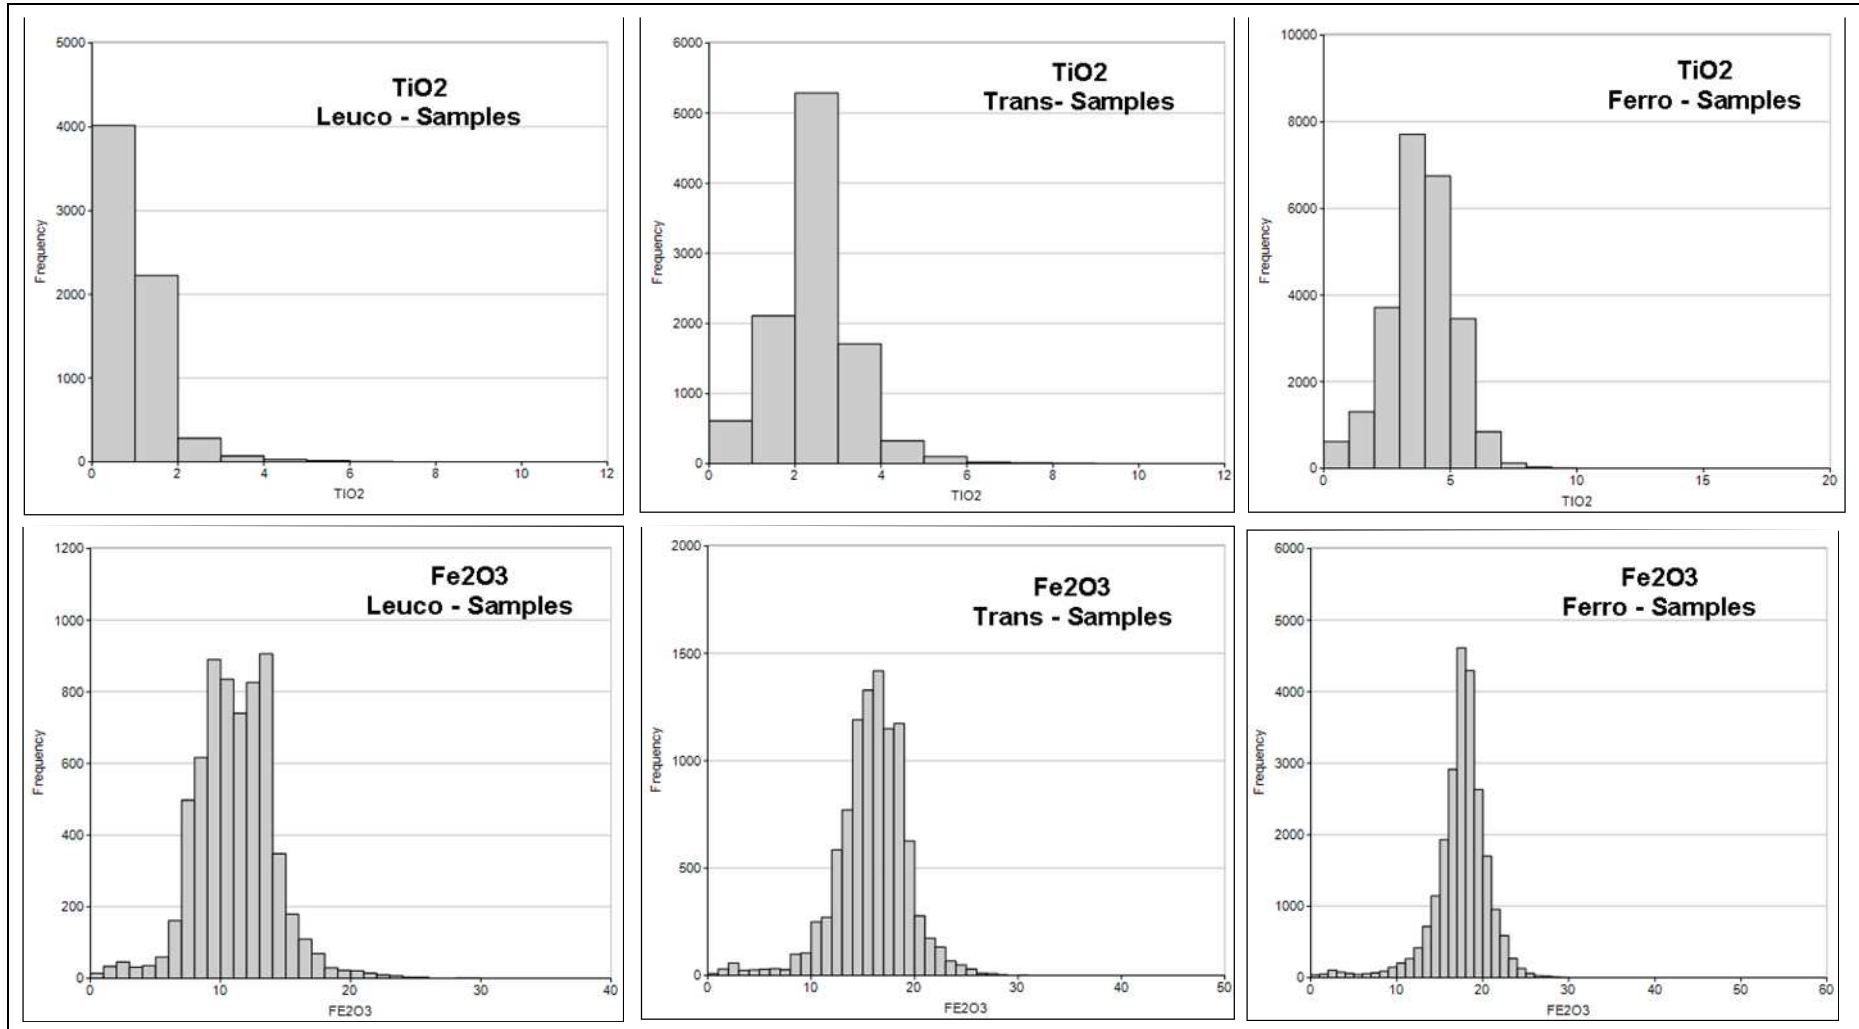 5000
4000
3000
2000
1000
0
Frequency
TiO2
Leuco - Samples
0 2 4 6 8 10 12
TIO2
6000
5000
4000
3000
2000
1000
0
Frequency
TiO2
Trans- Samples
0 2 4 6 8 10 12
TIO2
10000
8000
6000
4000
2000
0
Frequency
TiO2
Ferro - Samples
0 5 10 15 20
TIO2
1200
1000
800
600
400
200
0
Frequency
Fe2O3
Leuco - Samples
0 10 20 30 40
FE2O3
2000
1500
1000
500
0
Frequency
Fe2O3
Trans - Samples
0 10 20 30 40 50
FE2O3
6000
5000
4000
3000
2000
1000
0
Frequency
Fe2O3
Ferro - Samples
0 10 20 30 40 50 60
FE2O3